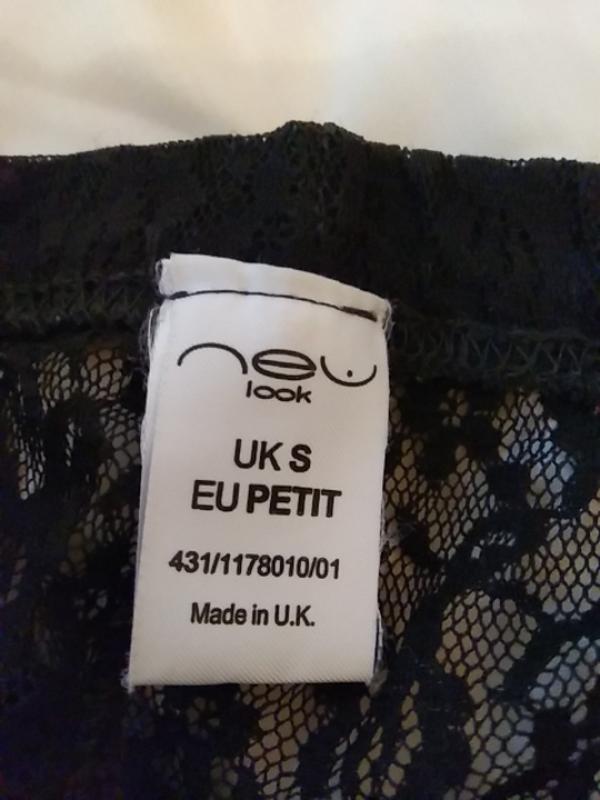 new
look
UK S
EU PETIT
431/1178010/01
Made in U.K.